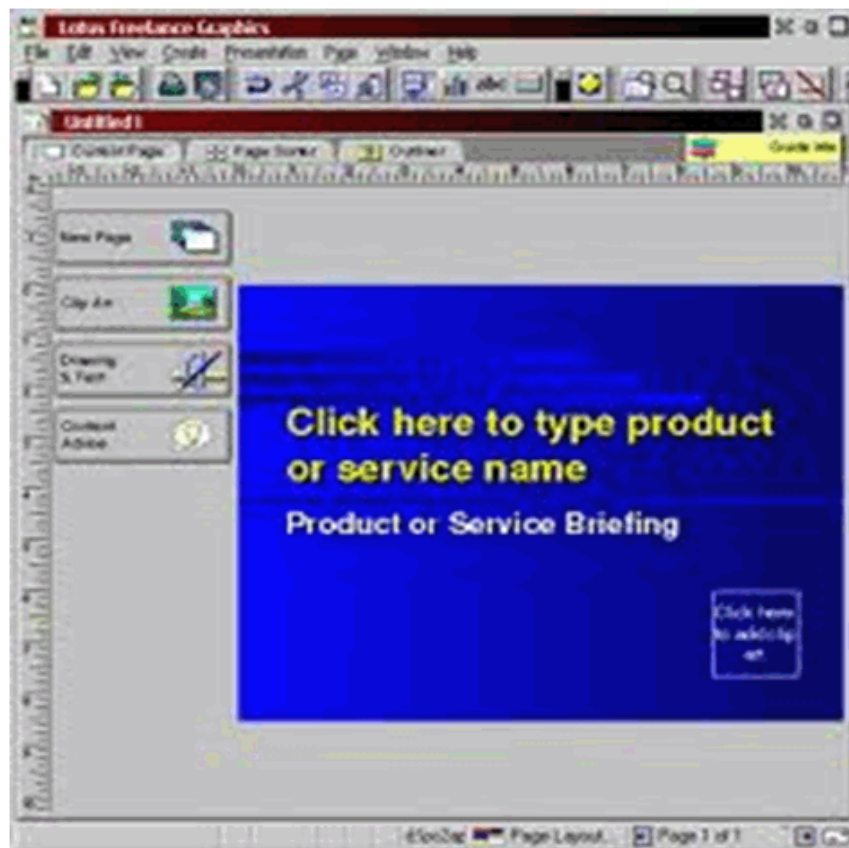 Lotus Freelance Graphics
File Edit View Create Presentation Page Window Help
Untitled1
Current Page Page Sorter Outliner Guide Me
New Page
Clip Art
Drawing
& Text
Content
Advice
Click here to type product
or service name
Product or Service Briefing
Click here
to add clip
art
Page Layout... Page 1 of 1